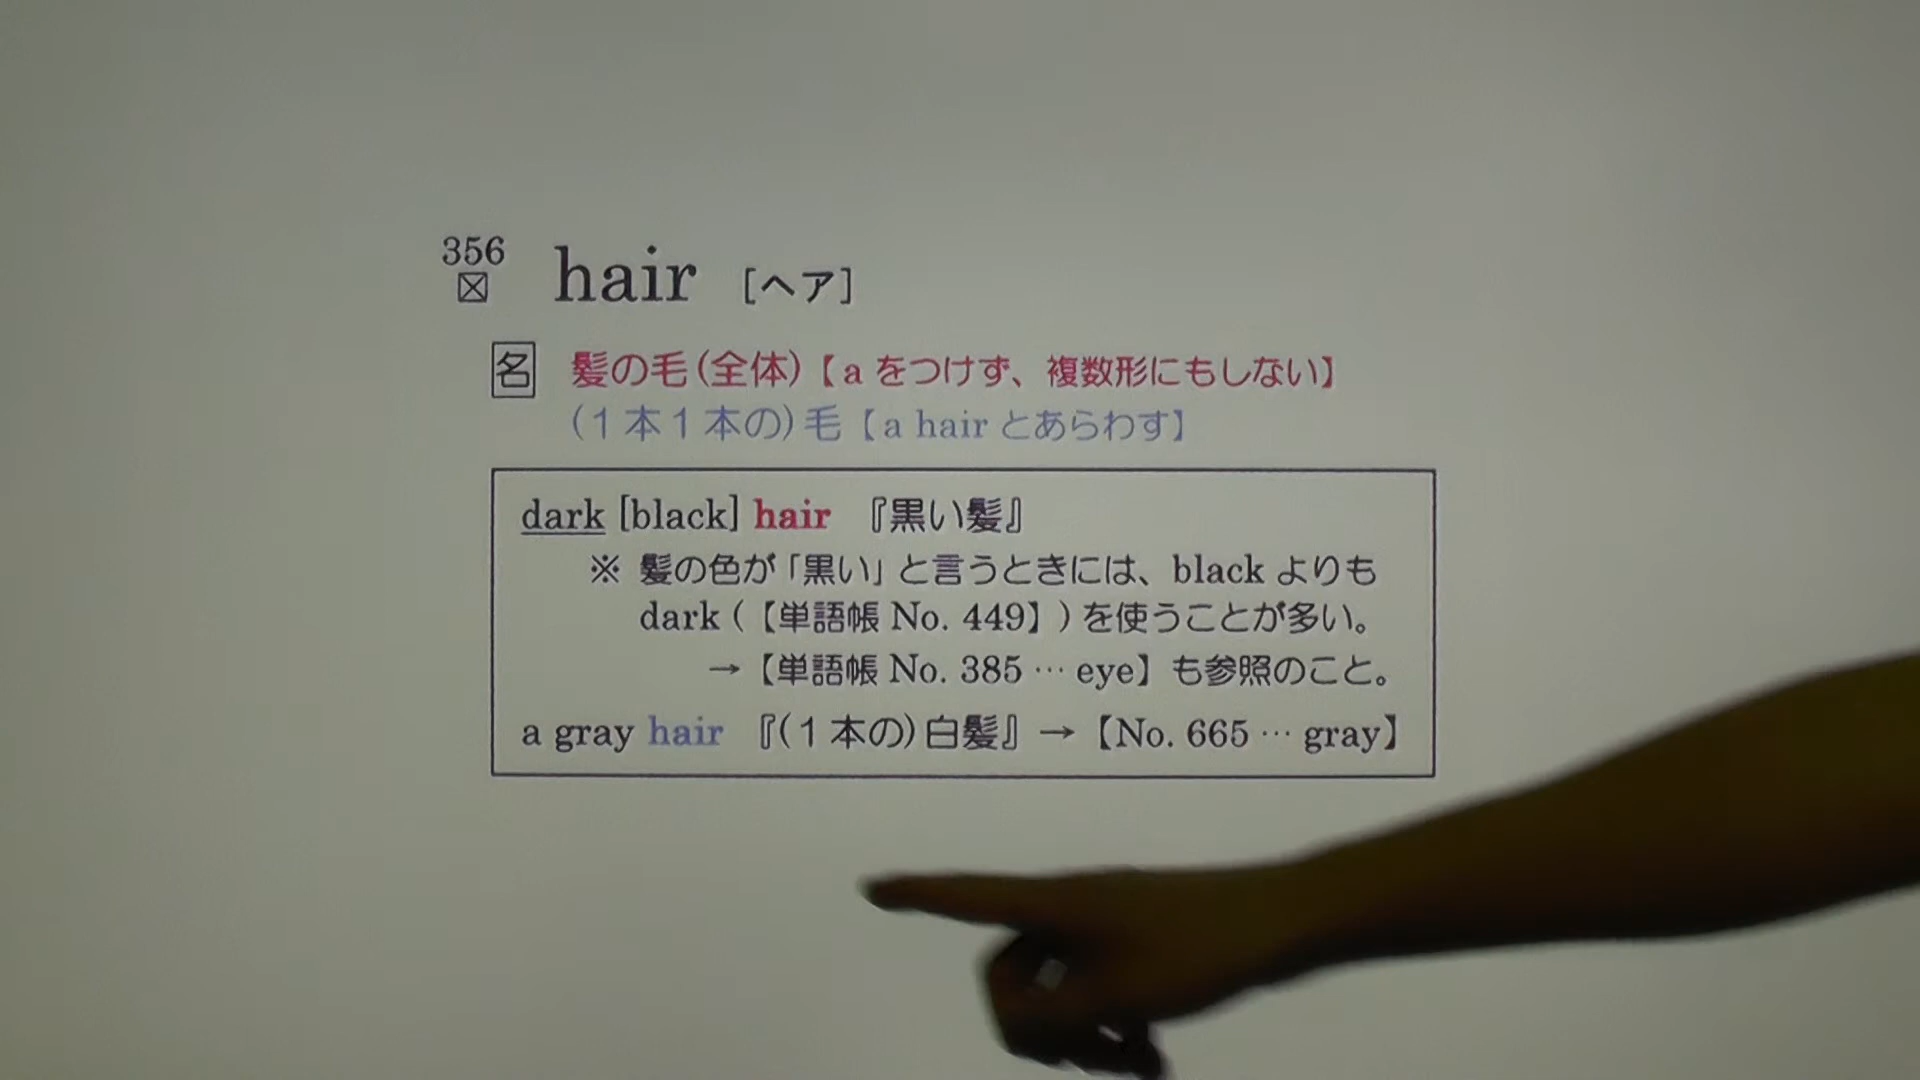 356
☒ hair [ヘア]
名 髪の毛(全体)【a をつけず、複数形にもしない】
(1本1本の)毛【a hair とあらわす】
dark [black] hair 『黒い髪』
※ 髪の色が「黒い」と言うときには、black よりも
dark (【単語帳 No. 449】)を使うことが多い。
→【単語帳 No. 385 … eye】も参照のこと。
a gray hair 『(1本の)白髪』→【No. 665 … gray】